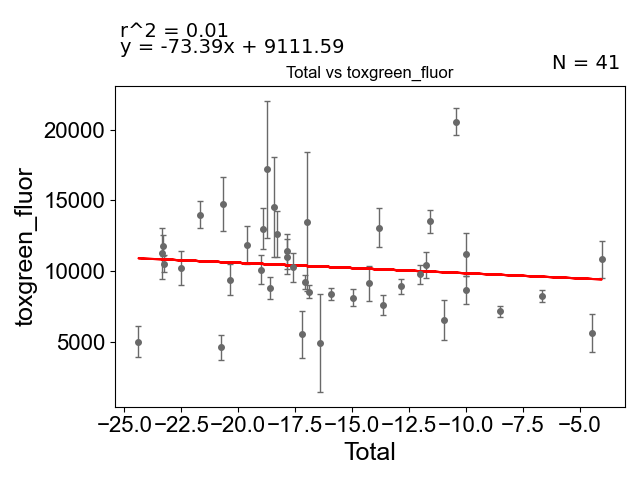 r^2 = 0.01
y = -73.39x + 9111.59
N = 41
Total vs toxgreen_fluor
20000
15000
10000
5000
toxgreen_fluor
−25.0 −22.5 −20.0 −17.5 −15.0 −12.5 −10.0 −7.5 −5.0
Total